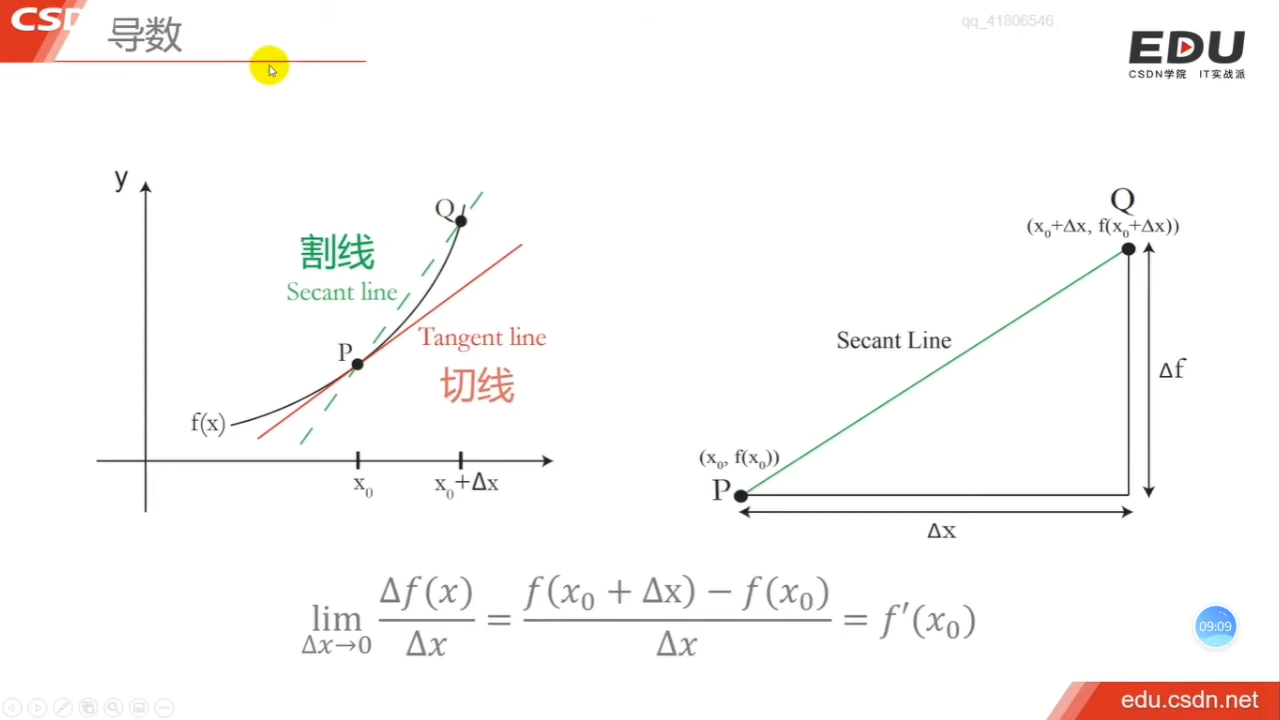 CSD
导数
qq_41806546
EDU
CSDN学院 IT实战派
y
Q
割线
Secant line
P
Tangent line
切线
f(x)
x₀
x₀+Δx
Q
(x₀+Δx, f(x₀+Δx))
Secant Line
Δf
(x₀, f(x₀))
P
Δx
lim Δx→0 Δf(x)/Δx = (f(x₀ + Δx) − f(x₀))/Δx = f′(x₀)
09:09
edu.csdn.net